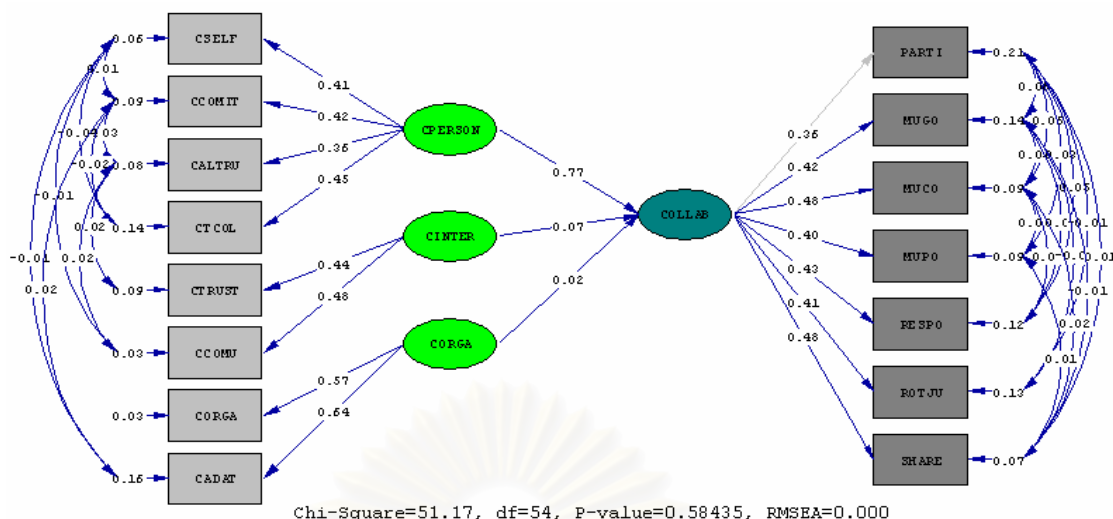 CSELF
CCOMIT
CALTRU
CTCOL
CTRUST
CCOMU
CORGA
CADAT
0.06
0.09
0.08
0.14
0.09
0.03
0.03
0.16
0.02
0.02
0.02
-0.01
0.41
0.42
0.36
0.45
0.44
0.48
0.57
0.64
CPERSON
CINTER
CORGA
0.77
0.07
0.02
COLLAB
0.36
0.42
0.48
0.40
0.43
0.41
0.48
PARTI
MUGO
MUCO
MUPO
RESPO
ROTJU
SHARE
0.21
0.14
0.09
0.09
0.12
0.13
0.07
0.02
0.01
Chi-Square=51.17, df=54, P-value=0.58435, RMSEA=0.000